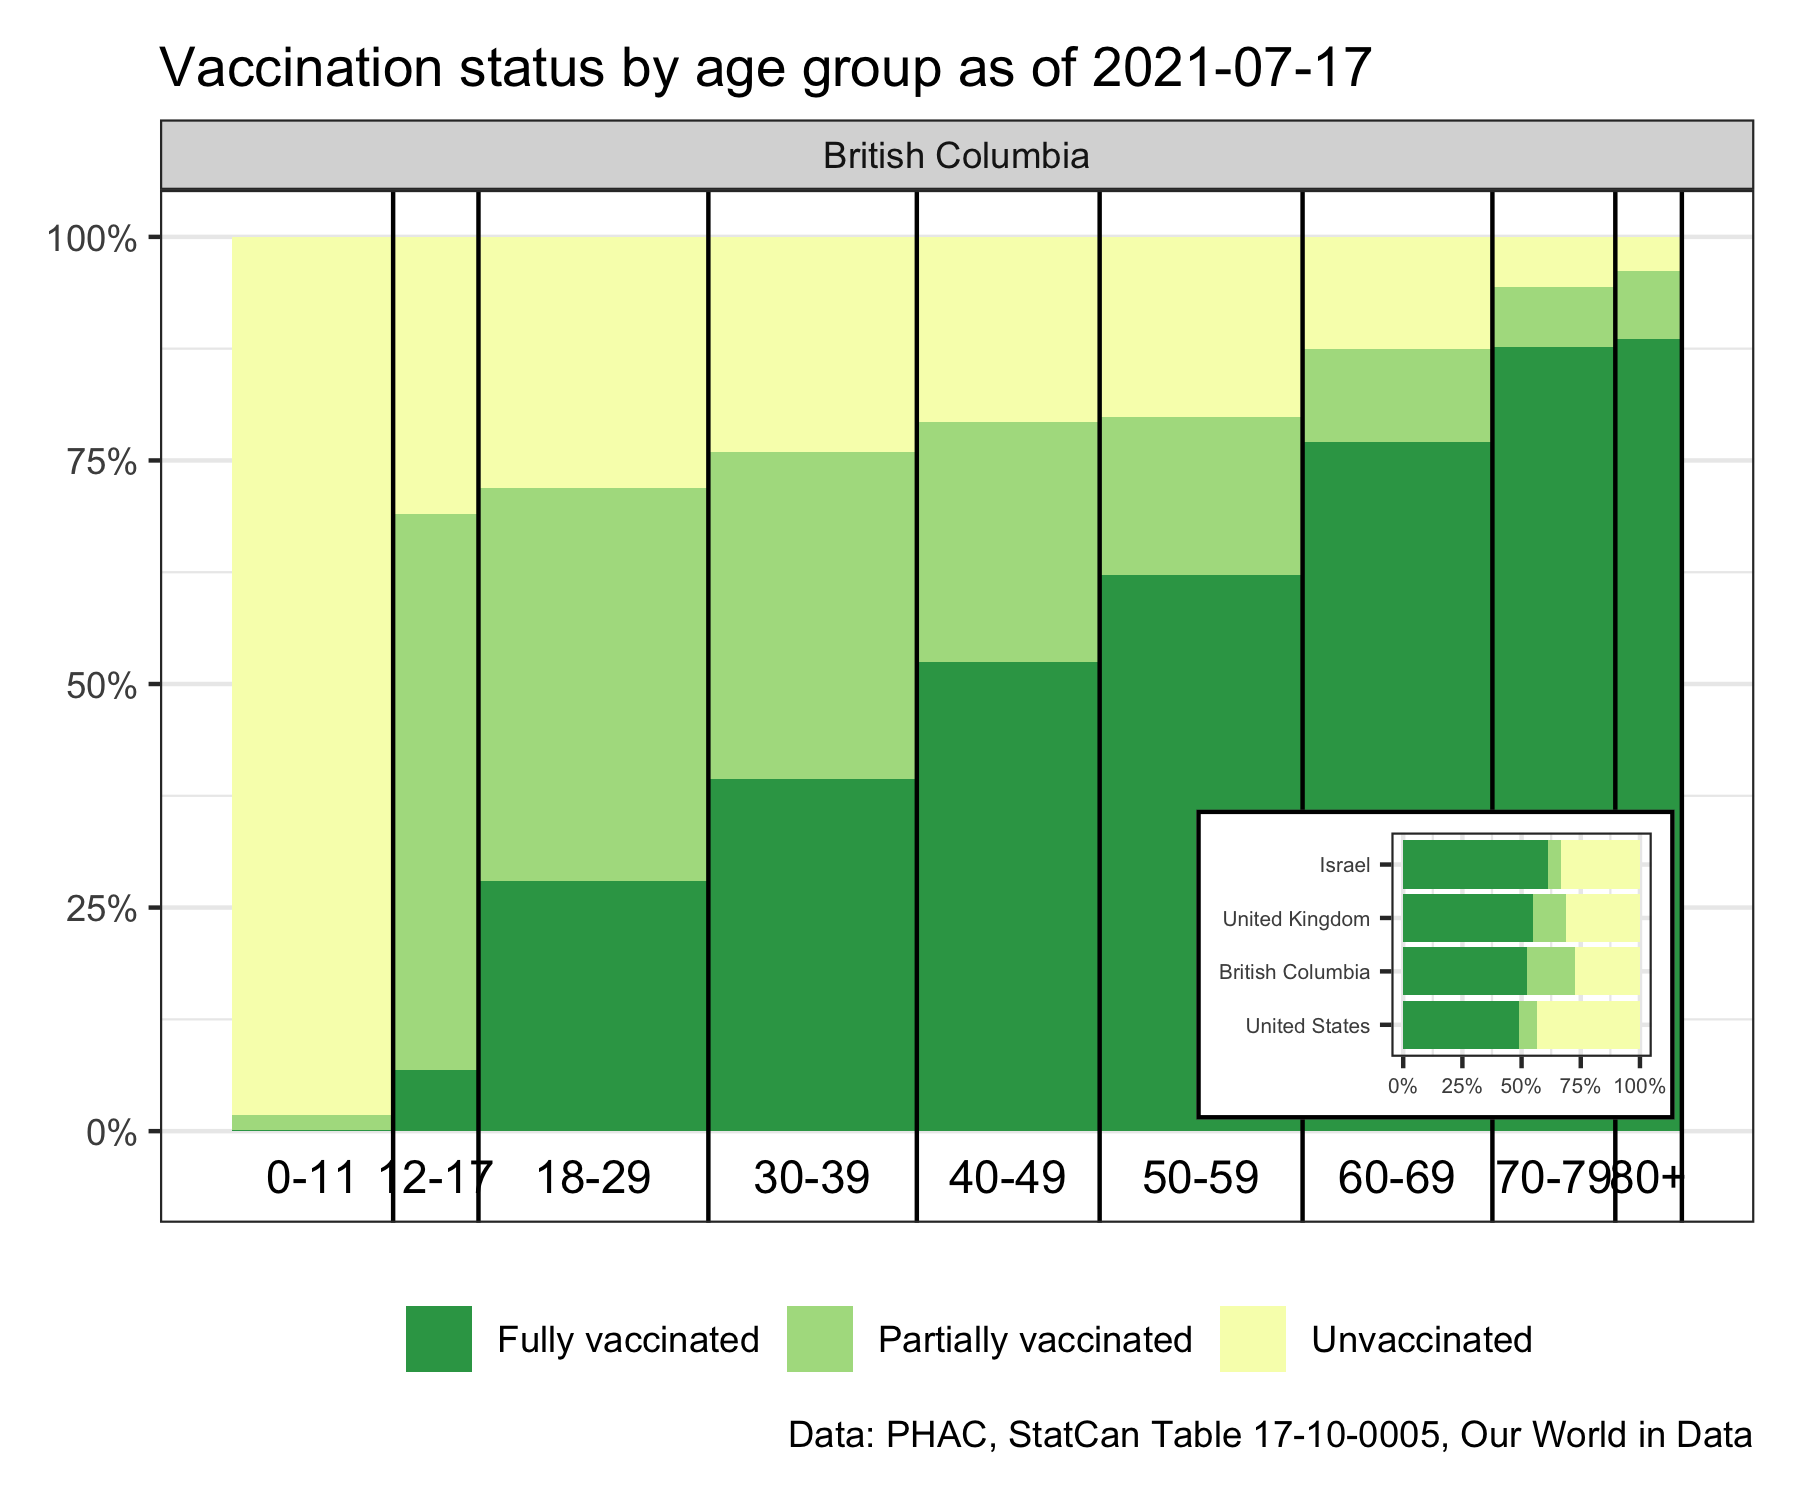 Vaccination status by age group as of 2021-07-17
British Columbia
100%
75%
50%
25%
0%
Israel
United Kingdom
British Columbia
United States
0% 25% 50% 75% 100%
0-11 12-17 18-29 30-39 40-49 50-59 60-69 70-79 80+
Fully vaccinated Partially vaccinated Unvaccinated
Data: PHAC, StatCan Table 17-10-0005, Our World in Data